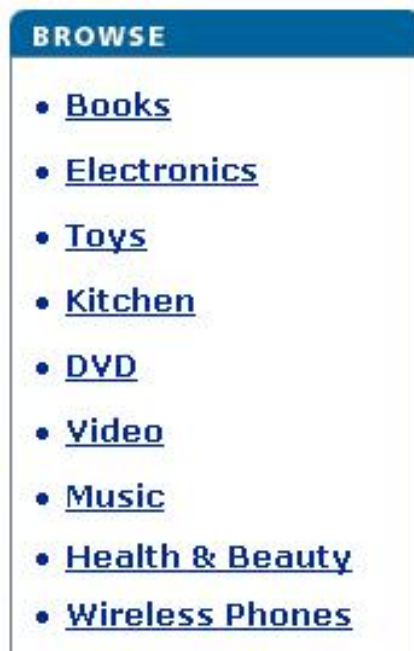 BROWSE
• Books
• Electronics
• Toys
• Kitchen
• DVD
• Video
• Music
• Health & Beauty
• Wireless Phones